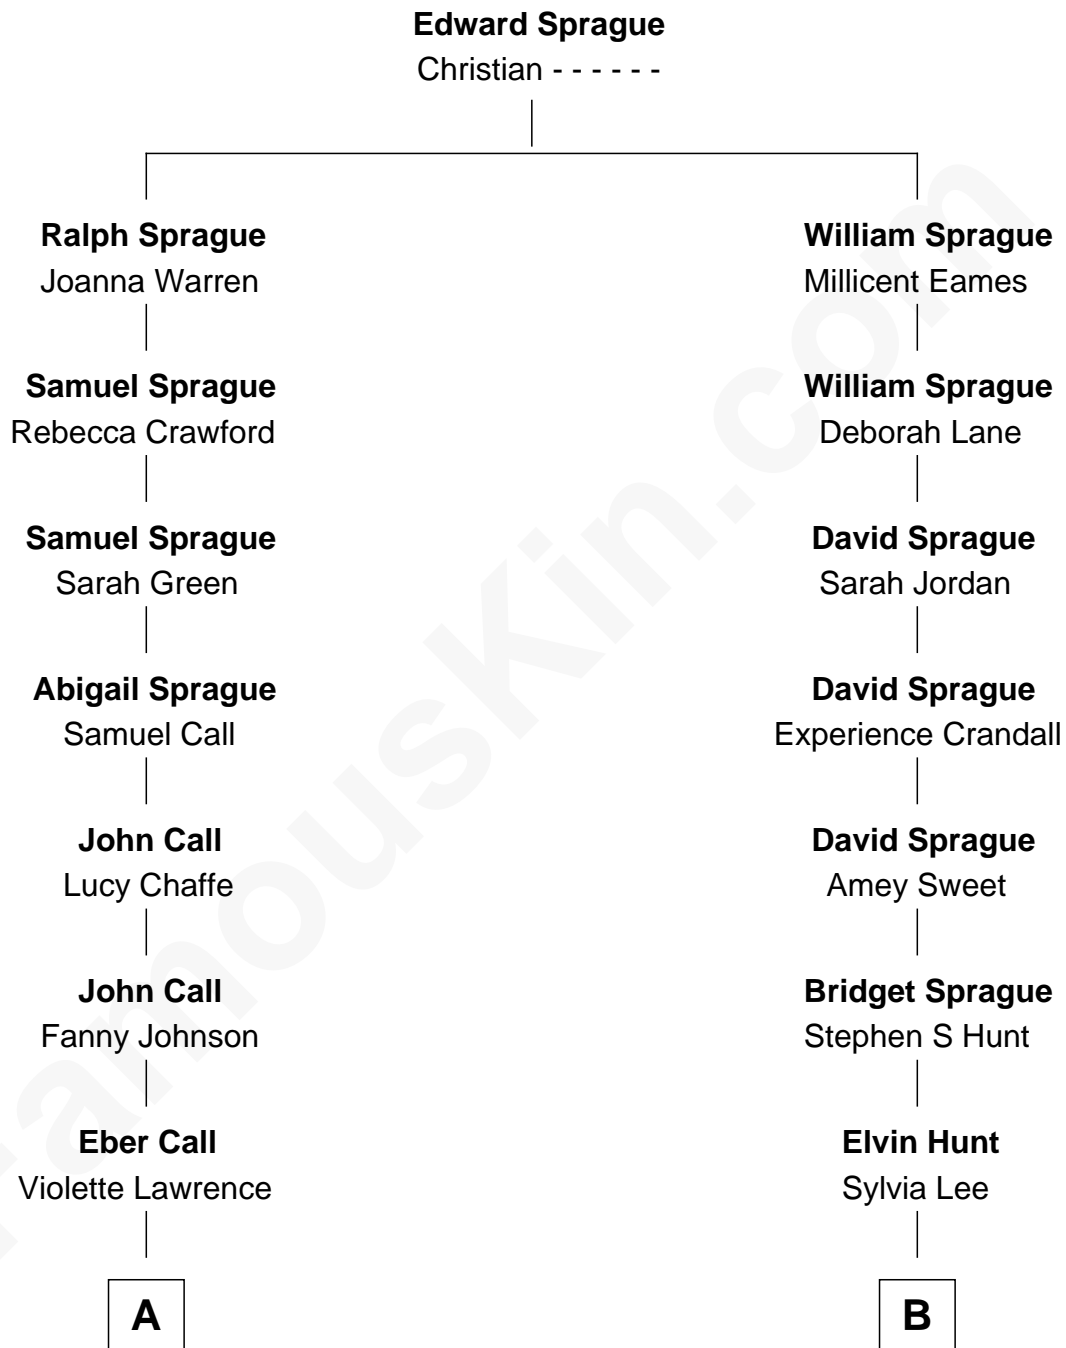 Edward Sprague
Christian - - - - - -
Ralph Sprague
Joanna Warren
William Sprague
Millicent Eames
Samuel Sprague
Rebecca Crawford
William Sprague
Deborah Lane
Samuel Sprague
Sarah Green
David Sprague
Sarah Jordan
Abigail Sprague
Samuel Call
David Sprague
Experience Crandall
John Call
Lucy Chaffe
David Sprague
Amey Sweet
John Call
Fanny Johnson
Bridget Sprague
Stephen S Hunt
Eber Call
Violette Lawrence
Elvin Hunt
Sylvia Lee
A
B
FamousKin.com